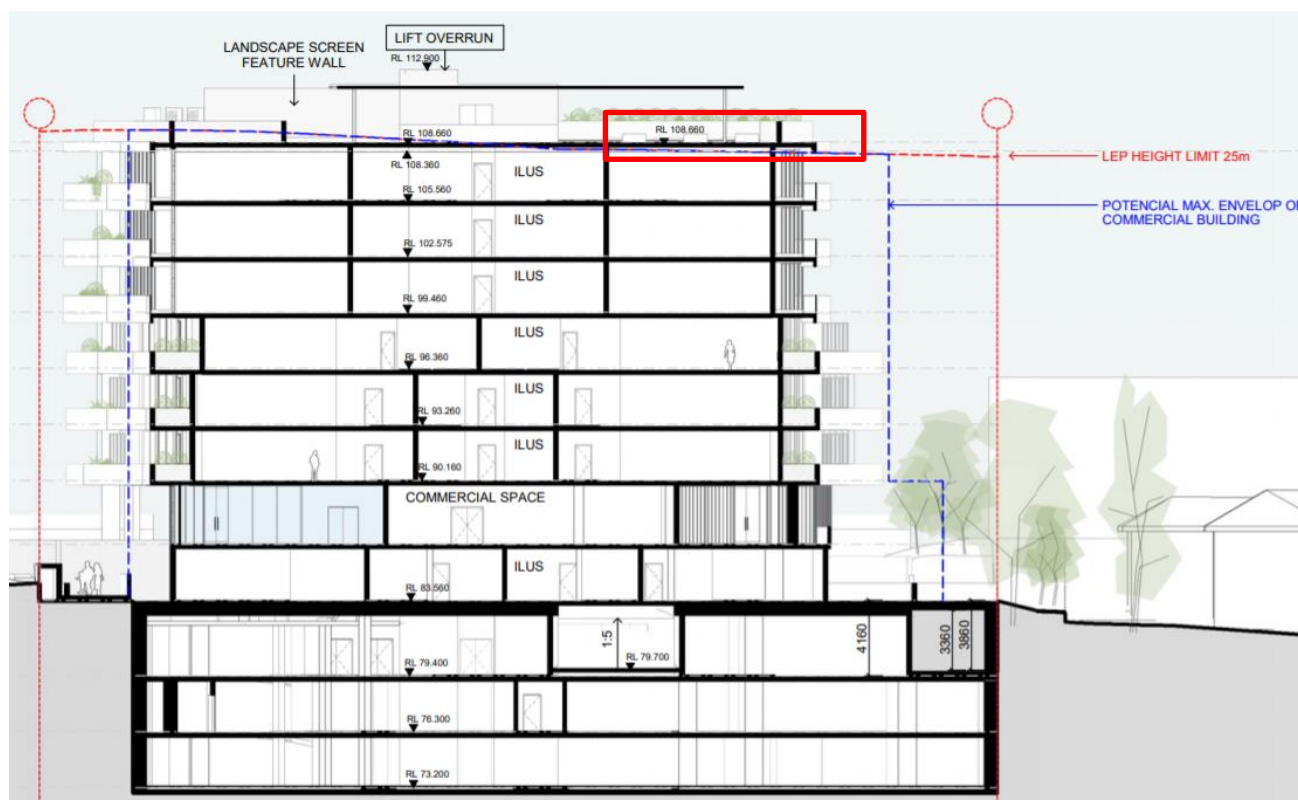 LIFT OVERRUN
LANDSCAPE SCREEN
FEATURE WALL
RL 112.900
RL 108.660
RL 108.660
LEP HEIGHT LIMIT 25m
RL 108.360
ILUS
RL 105.560
POTENCIAL MAX. ENVELOP OF
COMMERCIAL BUILDING
ILUS
RL 102.575
ILUS
RL 99.460
ILUS
RL 96.360
ILUS
RL 93.260
ILUS
RL 90.160
COMMERCIAL SPACE
ILUS
RL 83.560
1:5
4160
3360
3860
RL 79.700
RL 79.400
RL 76.300
RL 73.200